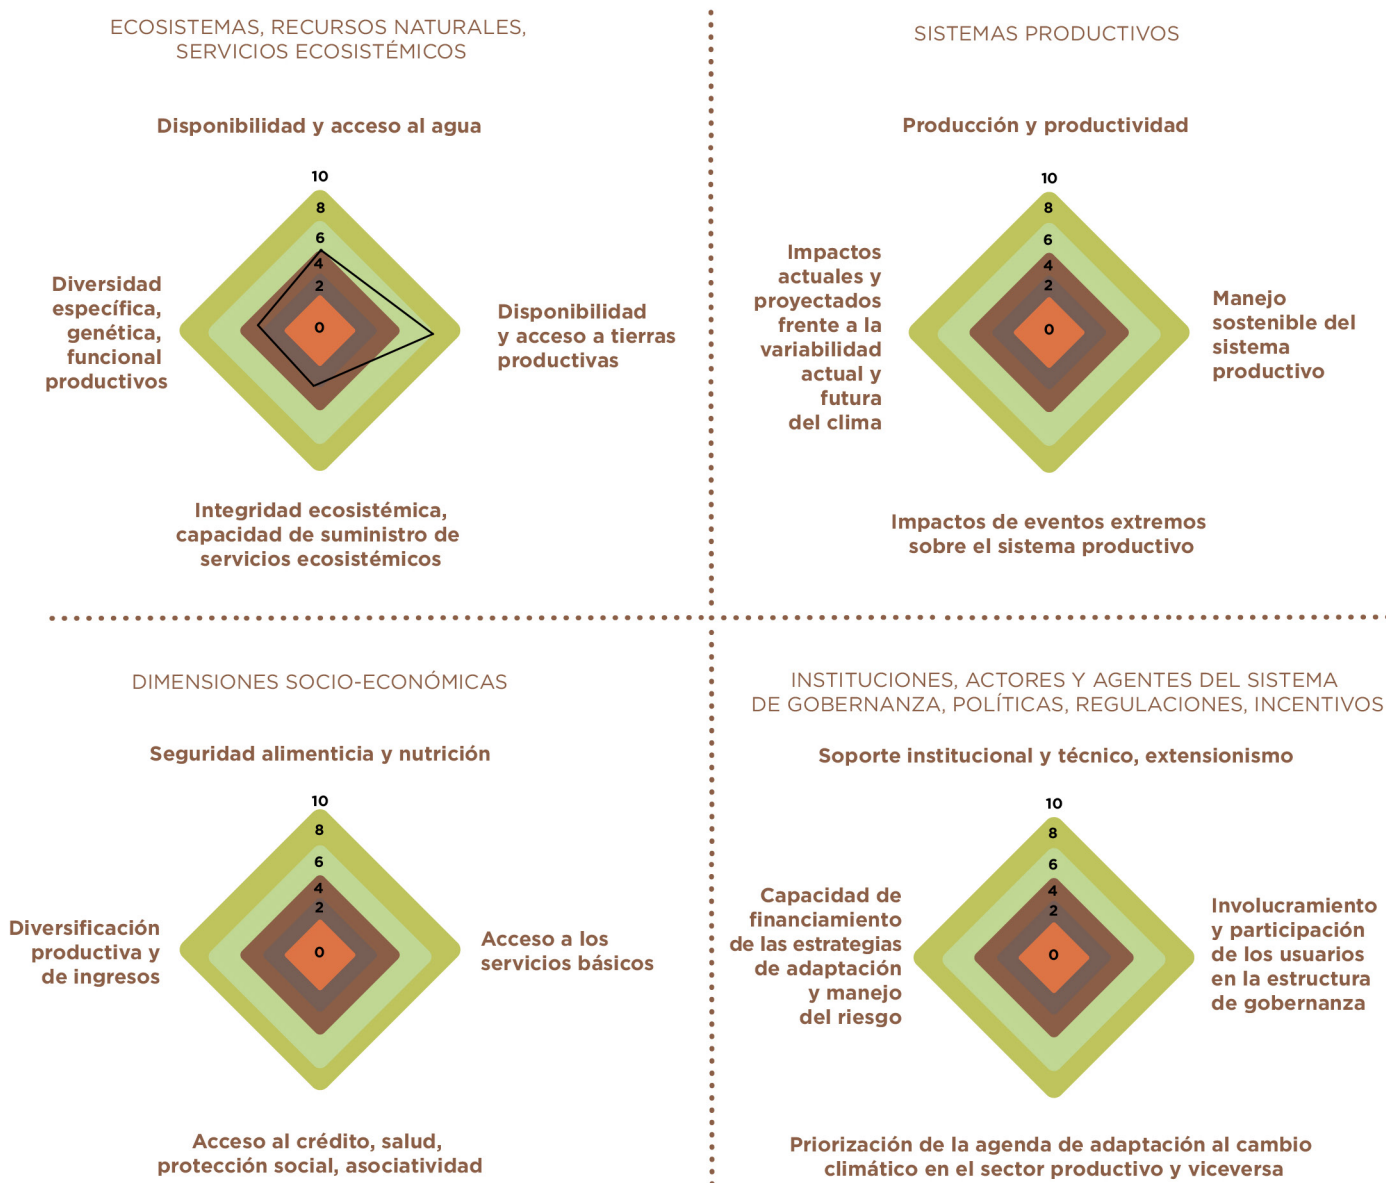 ECOSISTEMAS, RECURSOS NATURALES,
SERVICIOS ECOSISTÉMICOS
Disponibilidad y acceso al agua
10
8
6
4
2
0
Diversidad
específica,
genética,
funcional
productivos
Disponibilidad
y acceso a tierras
productivas
Integridad ecosistémica,
capacidad de suministro de
servicios ecosistémicos
SISTEMAS PRODUCTIVOS
Producción y productividad
10
8
6
4
2
0
Impactos
actuales y
proyectados
frente a la
variabilidad
actual y
futura
del clima
Manejo
sostenible del
sistema
productivo
Impactos de eventos extremos
sobre el sistema productivo
DIMENSIONES SOCIO-ECONÓMICAS
Seguridad alimenticia y nutrición
10
8
6
4
2
0
Diversificación
productiva y
de ingresos
Acceso a los
servicios básicos
Acceso al crédito, salud,
protección social, asociatividad
INSTITUCIONES, ACTORES Y AGENTES DEL SISTEMA
DE GOBERNANZA, POLÍTICAS, REGULACIONES, INCENTIVOS
Soporte institucional y técnico, extensionismo
10
8
6
4
2
0
Capacidad de
financiamiento
de las estrategias
de adaptación
y manejo
del riesgo
Involucramiento
y participación
de los usuarios
en la estructura
de gobernanza
Priorización de la agenda de adaptación al cambio
climático en el sector productivo y viceversa